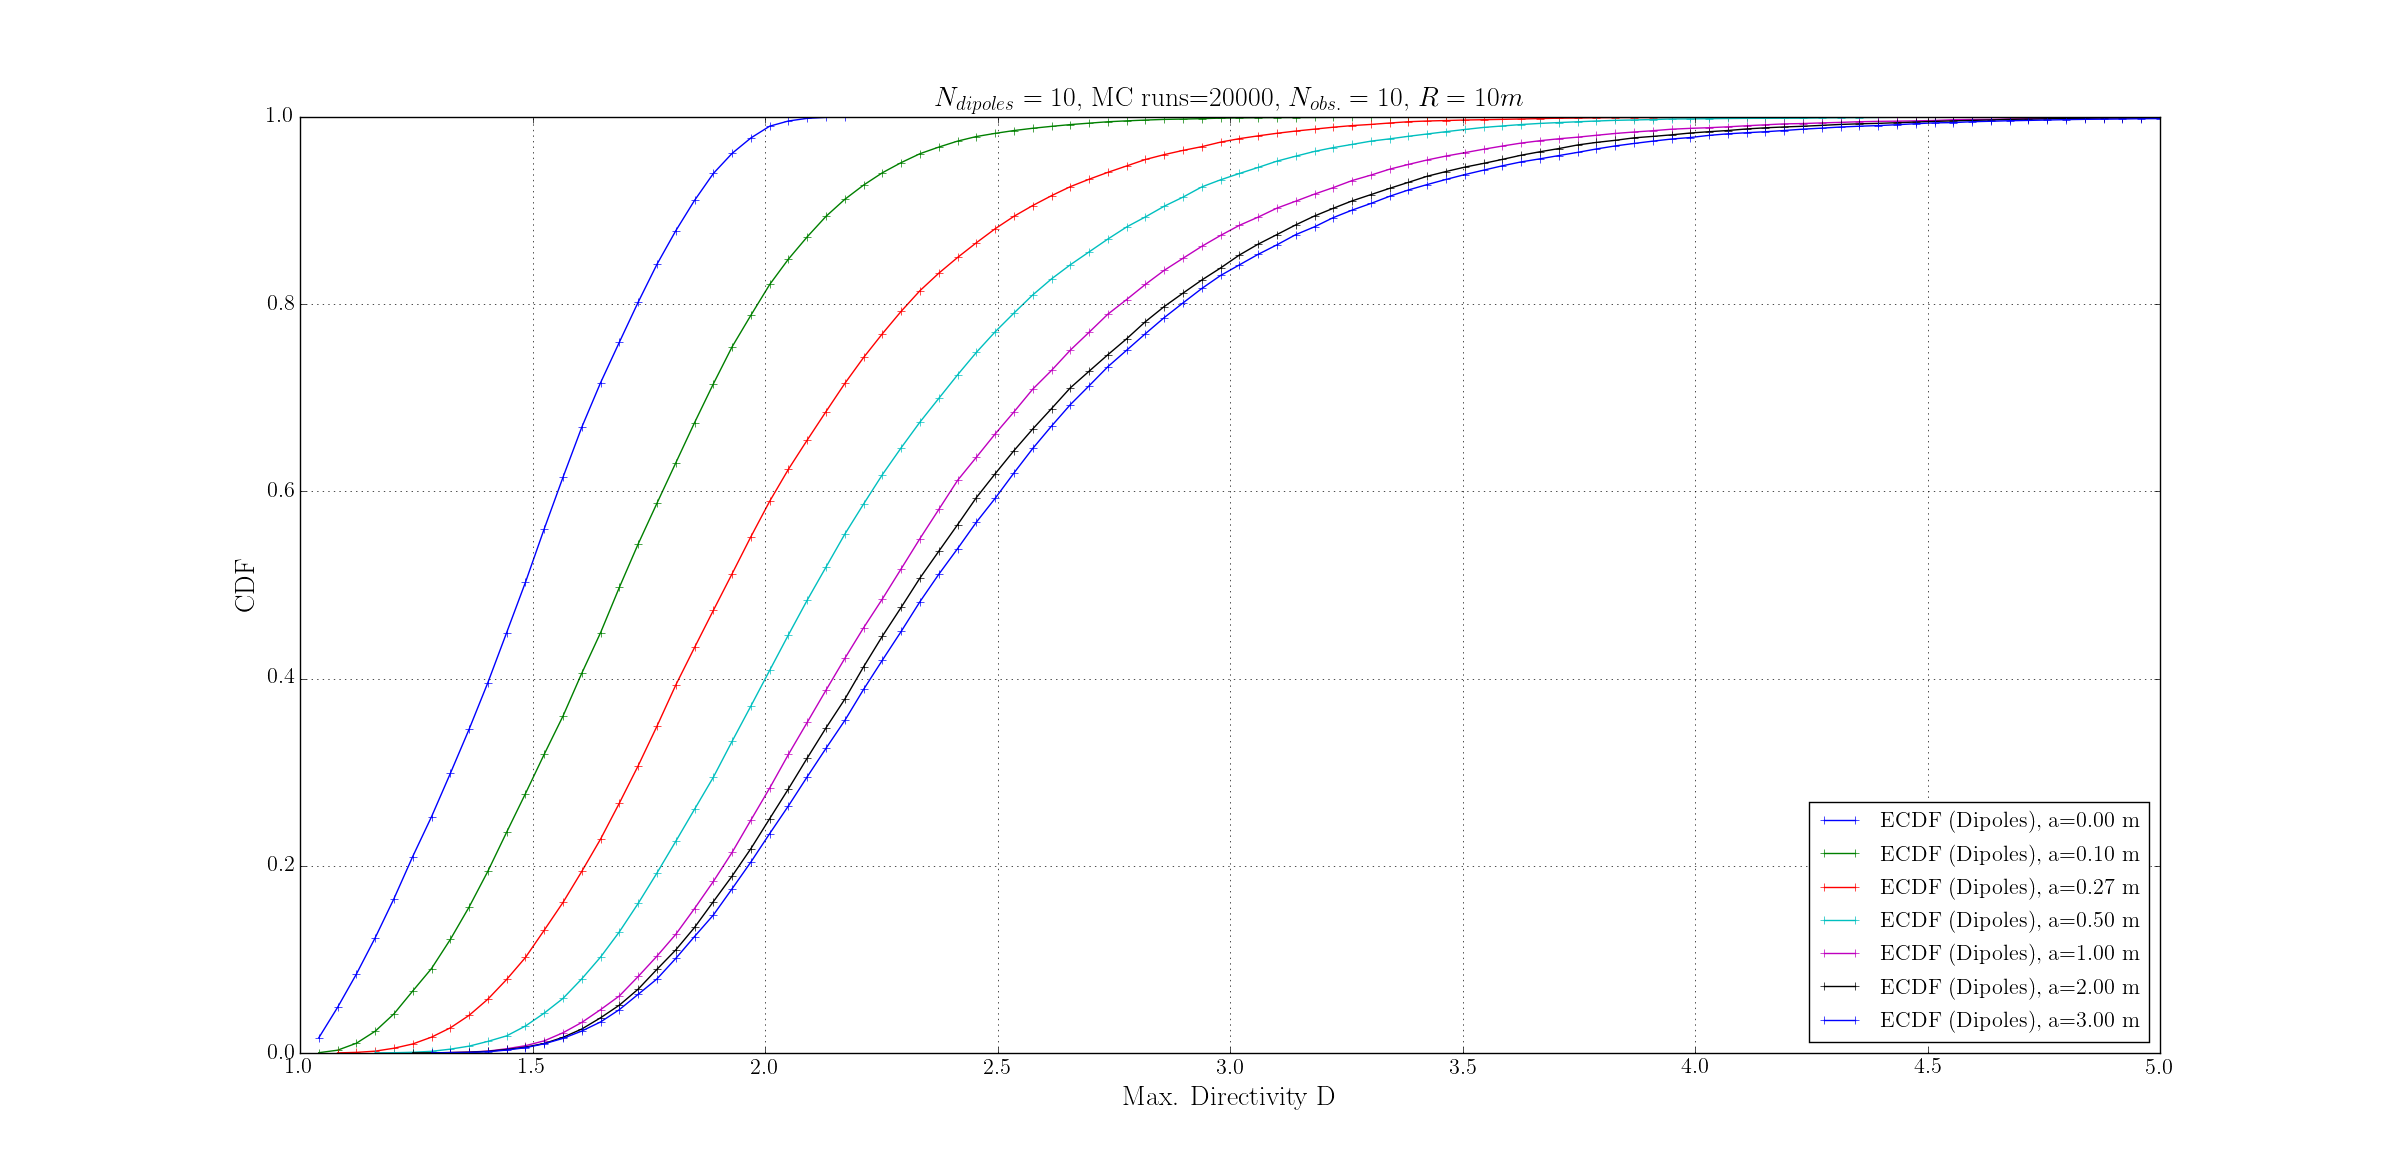 N_dipoles = 10, MC runs=20000, N_obs. = 10, R = 10m
1.0
0.8
0.6
0.4
0.2
0.0
CDF
1.0 1.5 2.0 2.5 3.0 3.5 4.0 4.5 5.0
Max. Directivity D
ECDF (Dipoles), a=0.00 m
ECDF (Dipoles), a=0.10 m
ECDF (Dipoles), a=0.27 m
ECDF (Dipoles), a=0.50 m
ECDF (Dipoles), a=1.00 m
ECDF (Dipoles), a=2.00 m
ECDF (Dipoles), a=3.00 m